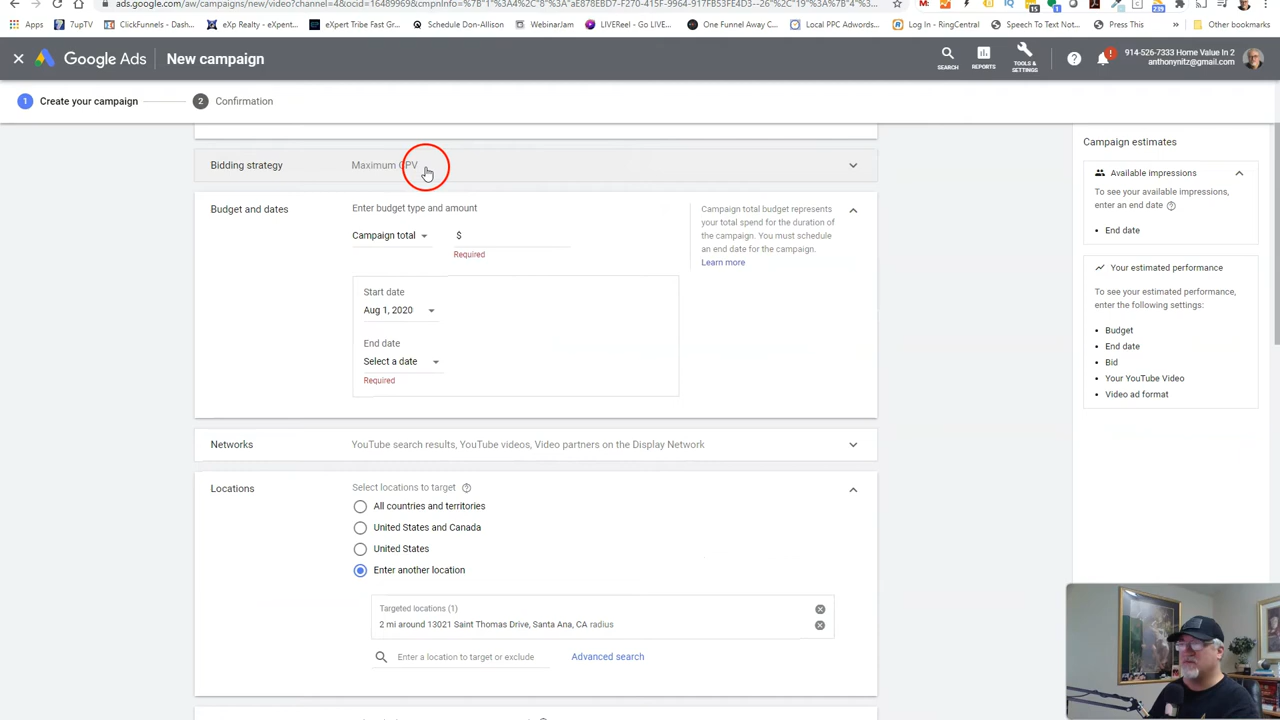 ads.google.com/aw/campaigns/new/video?channel=4&ocid=16489969&cmpnInfo=%7B"1"%3A4%2C"8"%3A"aE878EBD7-F270-415F-9964-917FB53FE4D3--26"%2C"19"%3A"4"%3
Apps 7upTV ClickFunnels - Dash... eXp Realty - eXpent... eXpert Tribe Fast Gr... Schedule Don-Allison WebinarJam LIVEReel - Go LIVE... One Funnel Away C... Local PPC Adwords... Log In - RingCentral Speech To Text Not... Press This » Other bookmarks
Google Ads New campaign
SEARCH REPORTS TOOLS & SETTINGS
914-526-7333 Home Value In 2
anthonynitz@gmail.com
1 Create your campaign 2 Confirmation
Bidding strategy Maximum CPV
Budget and dates Enter budget type and amount
Campaign total $
Required
Campaign total budget represents
your total spend for the duration of
the campaign. You must schedule
an end date for the campaign.
Learn more
Start date
Aug 1, 2020
End date
Select a date
Required
Networks YouTube search results, YouTube videos, Video partners on the Display Network
Locations Select locations to target
All countries and territories
United States and Canada
United States
Enter another location
Targeted locations (1)
2 mi around 13021 Saint Thomas Drive, Santa Ana, CA radius
Enter a location to target or exclude Advanced search
Campaign estimates
Available impressions
To see your available impressions,
enter an end date
• End date
Your estimated performance
To see your estimated performance,
enter the following settings:
• Budget
• End date
• Bid
• Your YouTube Video
• Video ad format